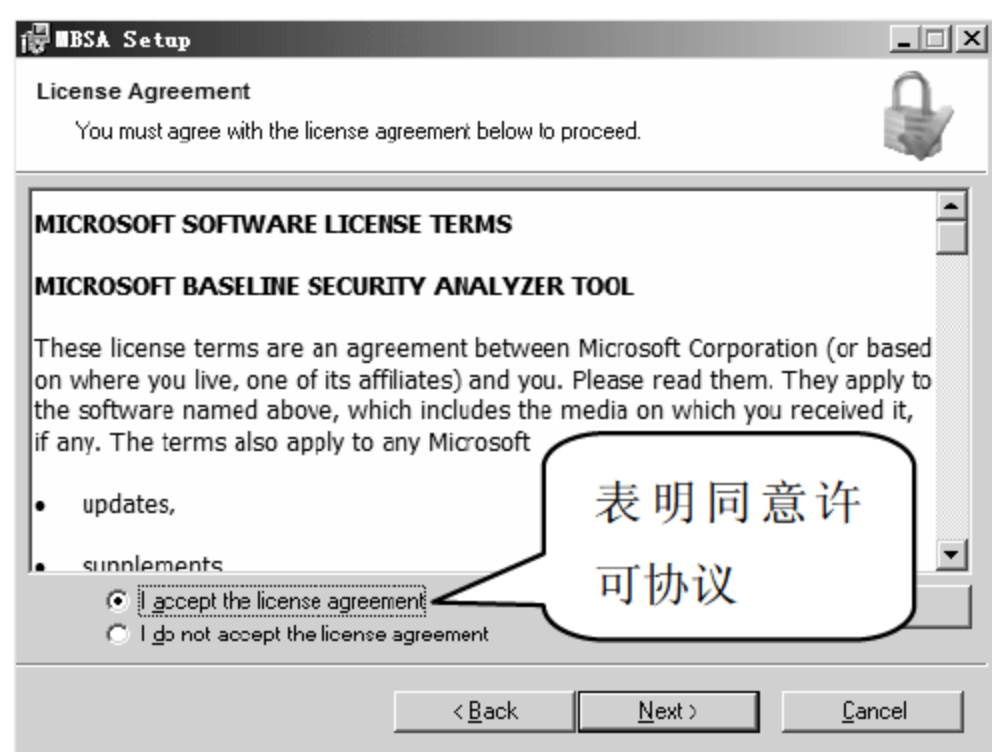 MBSA Setup
License Agreement
You must agree with the license agreement below to proceed.
MICROSOFT SOFTWARE LICENSE TERMS
MICROSOFT BASELINE SECURITY ANALYZER TOOL
These license terms are an agreement between Microsoft Corporation (or based
on where you live, one of its affiliates) and you. Please read them. They apply to
the software named above, which includes the media on which you received it,
if any. The terms also apply to any Microsoft
• updates,
• supplements
表明同意许
可协议
I accept the license agreement
I do not accept the license agreement
< Back
Next >
Cancel